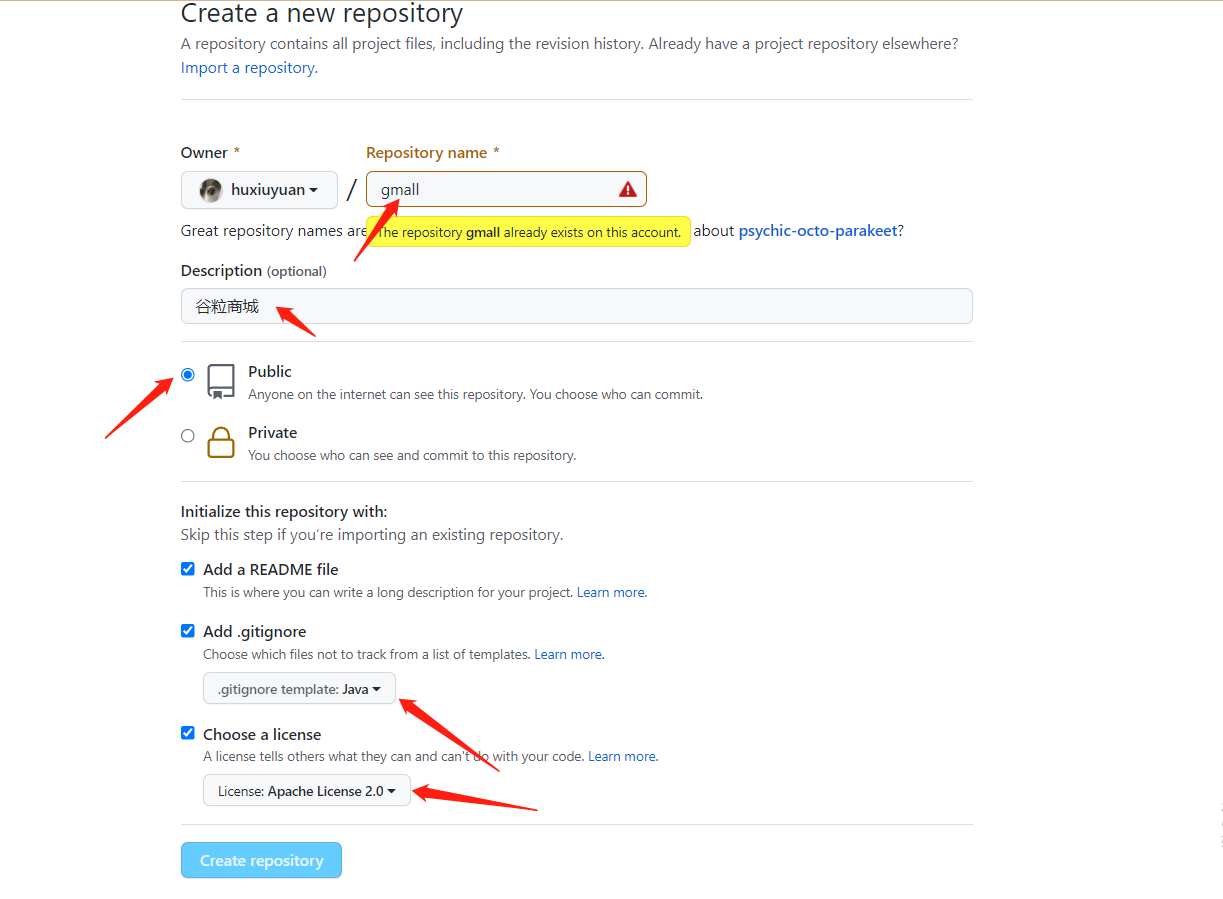 Create a new repository
A repository contains all project files, including the revision history. Already have a project repository elsewhere?
Import a repository.
Owner * Repository name *
huxiuyuan / gmall
Great repository names are The repository gmall already exists on this account. about psychic-octo-parakeet?
Description (optional)
谷粒商城
Public
Anyone on the internet can see this repository. You choose who can commit.
Private
You choose who can see and commit to this repository.
Initialize this repository with:
Skip this step if you're importing an existing repository.
Add a README file
This is where you can write a long description for your project. Learn more.
Add .gitignore
Choose which files not to track from a list of templates. Learn more.
.gitignore template: Java
Choose a license
A license tells others what they can and can't do with your code. Learn more.
License: Apache License 2.0
Create repository